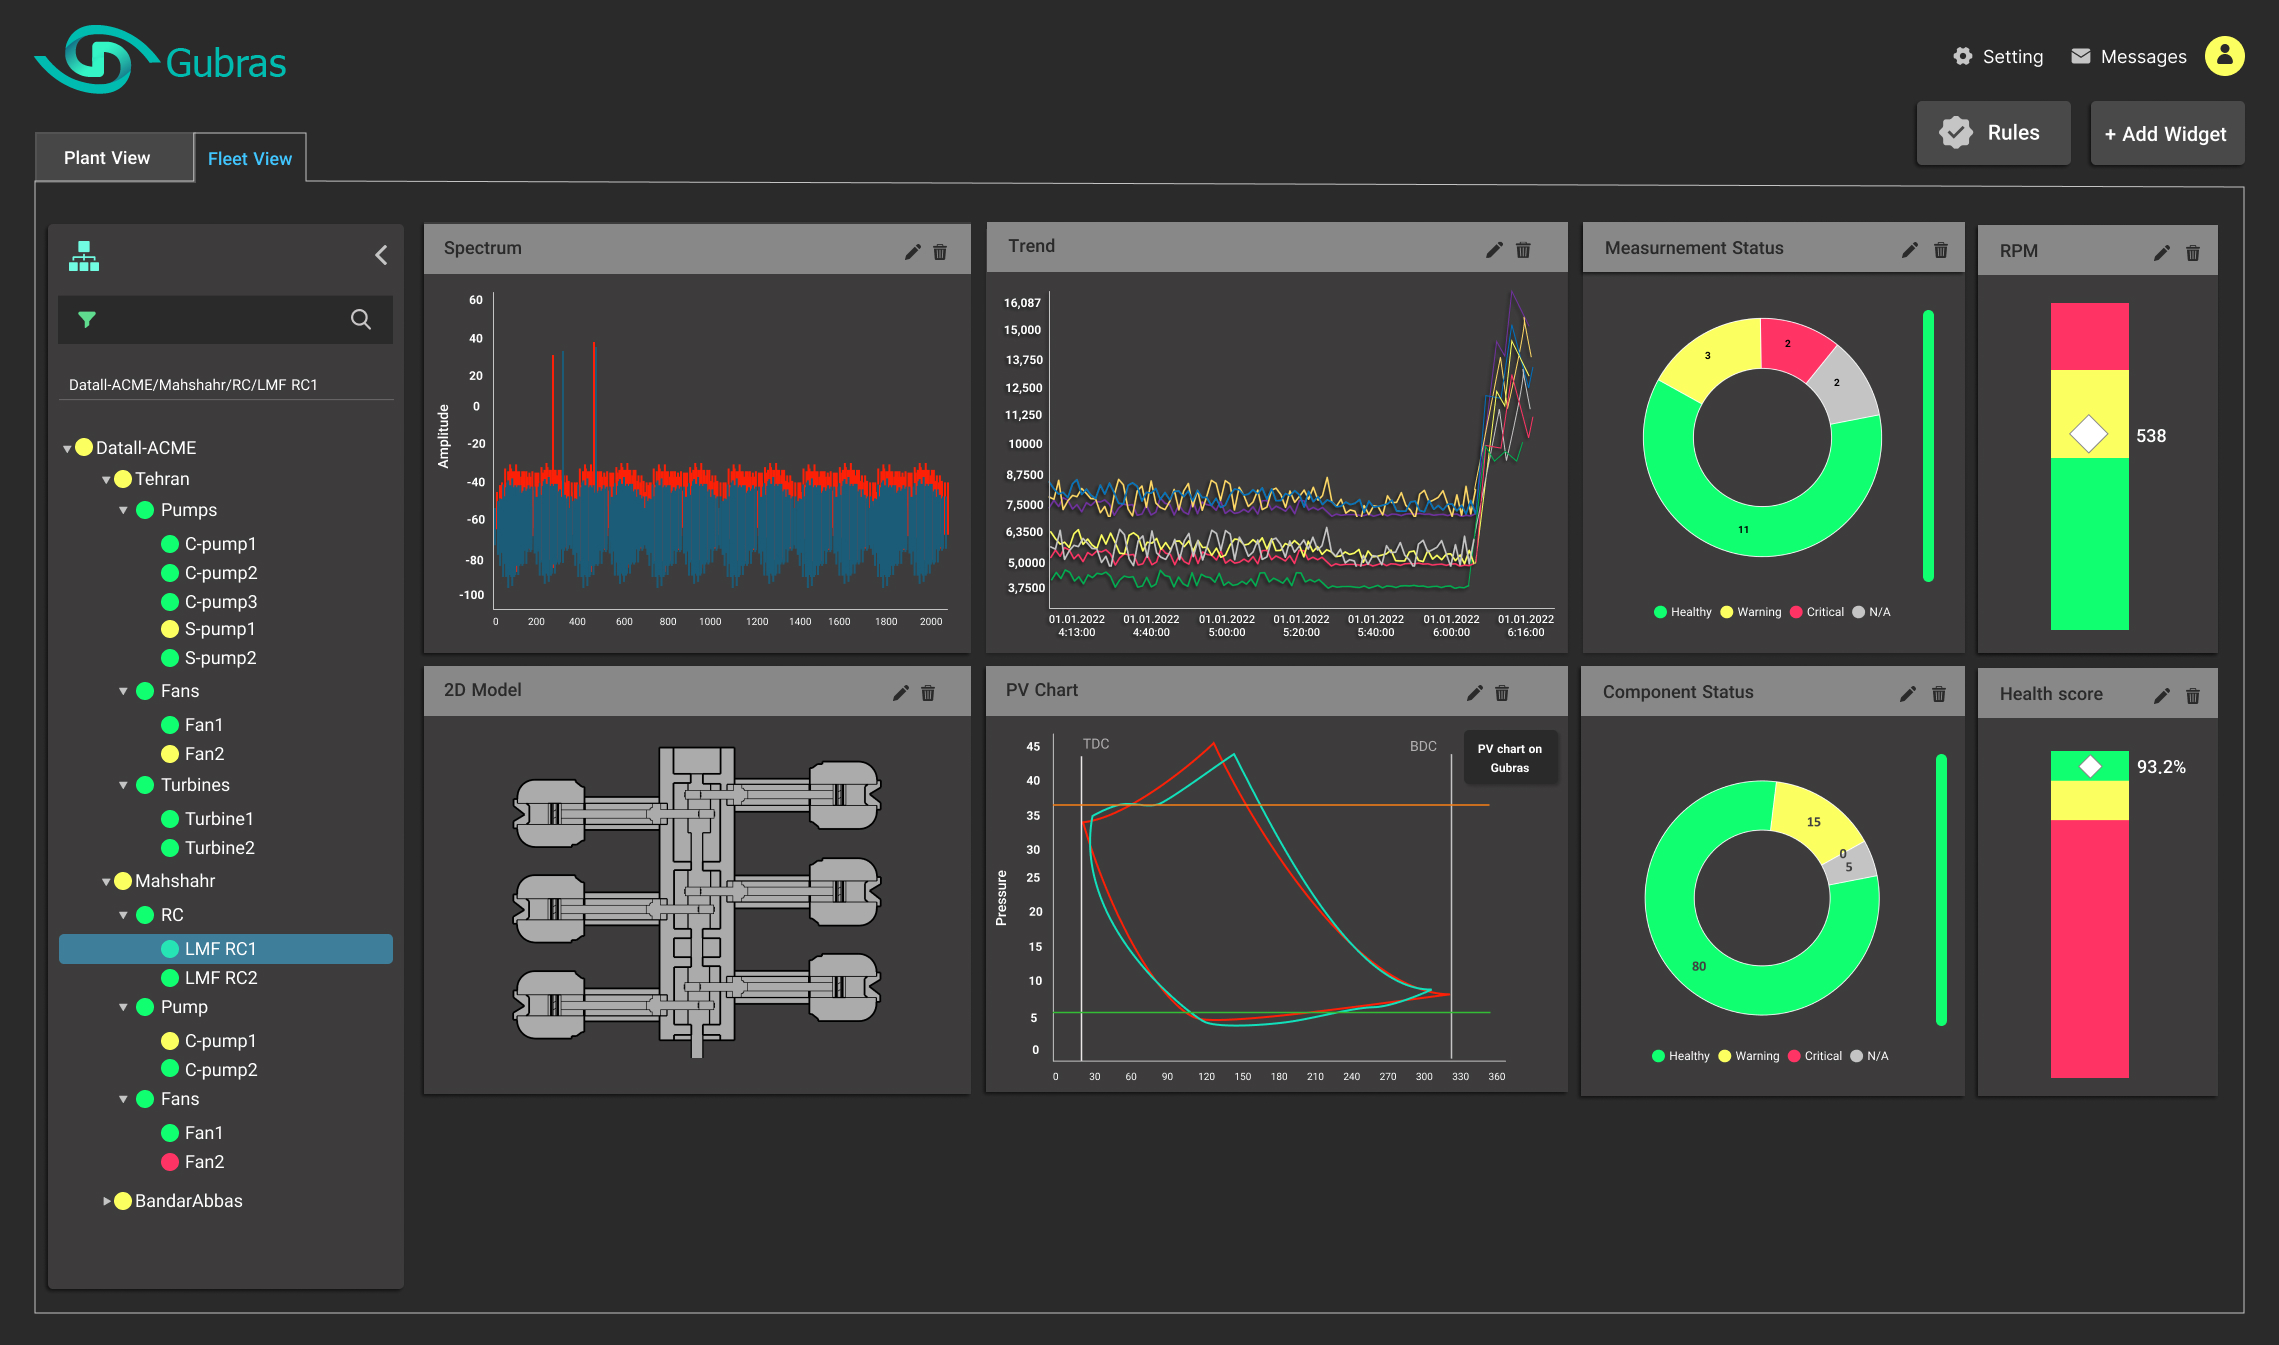 Gubras
Setting
Messages
Rules
+ Add Widget
Plant View
Fleet View
Datall-ACME/Mahshahr/RC/LMF RC1
Datall-ACME
Tehran
Pumps
C-pump1
C-pump2
C-pump3
S-pump1
S-pump2
Fans
Fan1
Fan2
Turbines
Turbine1
Turbine2
Mahshahr
RC
LMF RC1
LMF RC2
Pump
C-pump1
C-pump2
Fans
Fan1
Fan2
BandarAbbas
Spectrum
Amplitude
60
40
20
0
-20
-40
-60
-80
-100
0 200 400 600 800 1000 1200 1400 1600 1800 2000
Trend
16,087
15,000
13,750
12,500
11,250
10000
8,7500
7,5000
6,3500
5,0000
3,7500
01.01.2022 01.01.2022 01.01.2022 01.01.2022 01.01.2022 01.01.2022 01.01.2022
4:13:00 4:40:00 5:00:00 5:20:00 5:40:00 6:00:00 6:16:00
Measurnement Status
3
2
2
11
Healthy Warning Critical N/A
RPM
538
2D Model
PV Chart
TDC
BDC
PV chart on
Gubras
Pressure
45
40
35
30
25
20
15
10
5
0
0 30 60 90 120 150 180 210 240 270 300 330 360
Component Status
15
0
5
80
Healthy Warning Critical N/A
Health score
93.2%